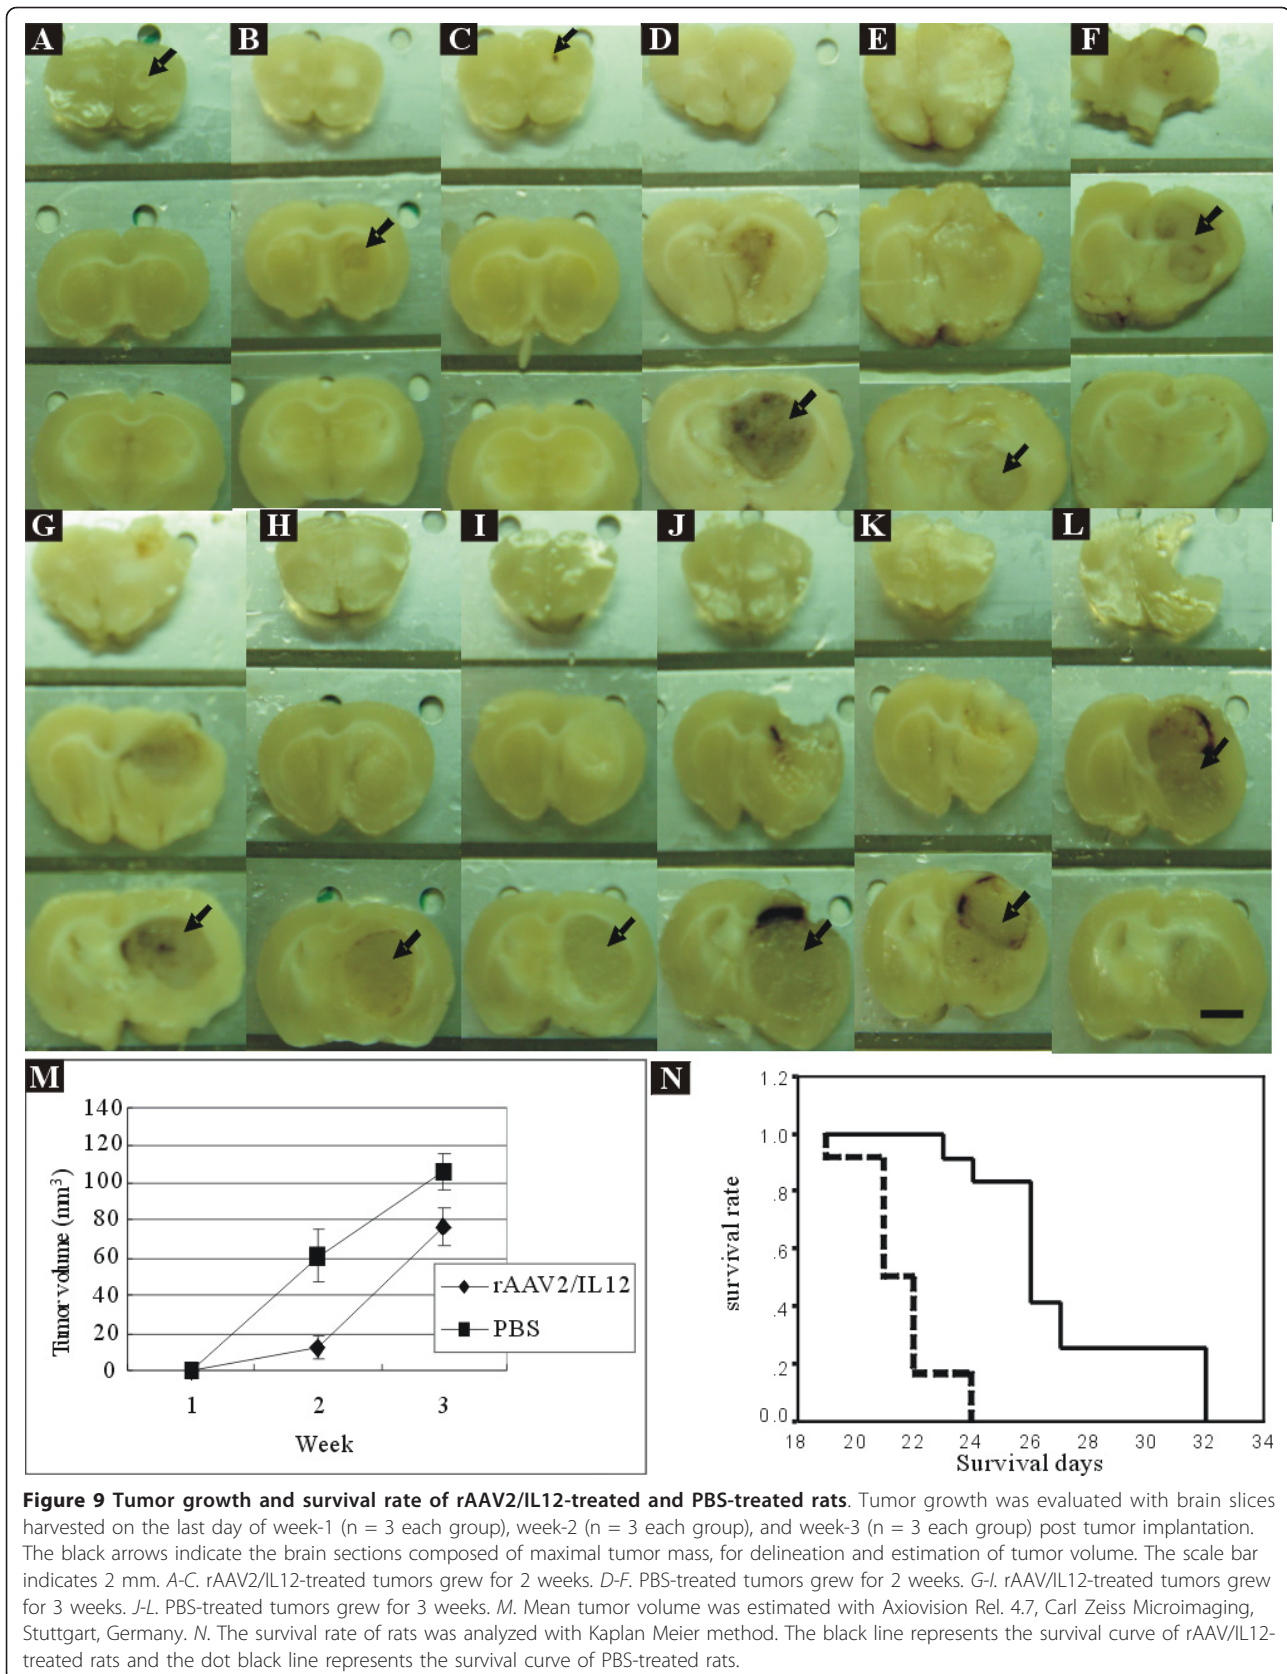 A B C D E F
G H I J K L
M
140
120
100
80
60
40
20
0
Tumor volume (mm³)
1 2 3
Week
rAAV2/IL12
PBS
N
1.2
1.0
.8
.6
.4
.2
0.0
survival rate
18 20 22 24 26 28 30 32 34
Survival days
Figure 9 Tumor growth and survival rate of rAAV2/IL12-treated and PBS-treated rats. Tumor growth was evaluated with brain slices
harvested on the last day of week-1 (n = 3 each group), week-2 (n = 3 each group), and week-3 (n = 3 each group) post tumor implantation.
The black arrows indicate the brain sections composed of maximal tumor mass, for delineation and estimation of tumor volume. The scale bar
indicates 2 mm. A-C. rAAV2/IL12-treated tumors grew for 2 weeks. D-F. PBS-treated tumors grew for 2 weeks. G-I. rAAV/IL12-treated tumors grew
for 3 weeks. J-L. PBS-treated tumors grew for 3 weeks. M. Mean tumor volume was estimated with Axiovision Rel. 4.7, Carl Zeiss Microimaging,
Stuttgart, Germany. N. The survival rate of rats was analyzed with Kaplan Meier method. The black line represents the survival curve of rAAV/IL12-
treated rats and the dot black line represents the survival curve of PBS-treated rats.